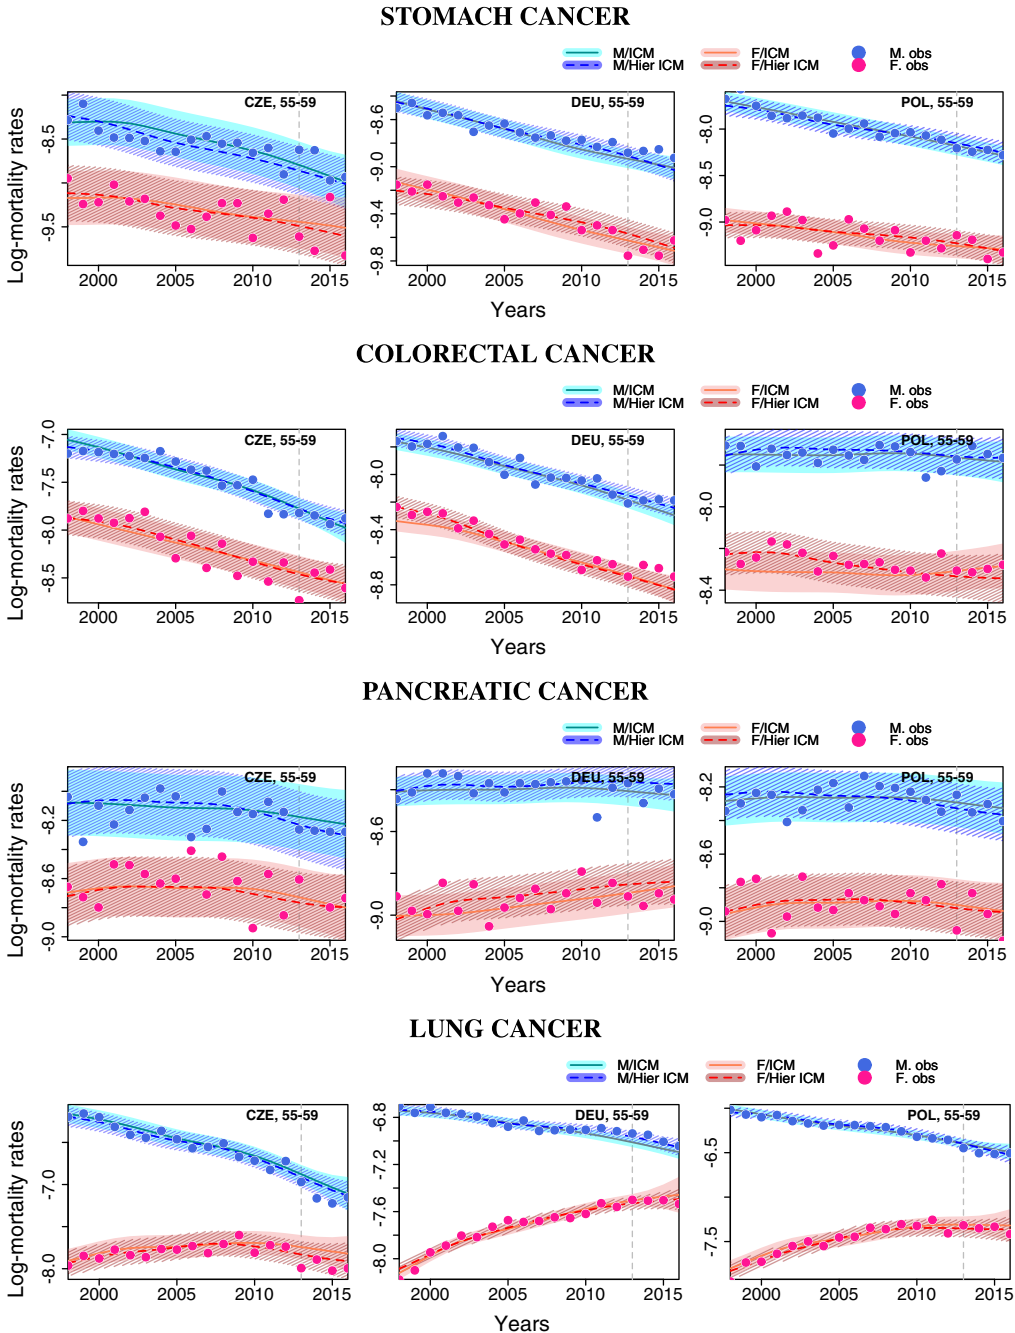 STOMACH CANCER
M/ICM F/ICM M. obs
M/Hier ICM F/Hier ICM F. obs
Log-mortality rates
CZE, 55-59 DEU, 55-59 POL, 55-59
-8.5
-9.5
-8.6
-9.0
-9.4
-9.8
-8.0
-8.5
-9.0
2000 2005 2010 2015 2000 2005 2010 2015 2000 2005 2010 2015
Years
COLORECTAL CANCER
M/ICM F/ICM M. obs
M/Hier ICM F/Hier ICM F. obs
Log-mortality rates
CZE, 55-59 DEU, 55-59 POL, 55-59
-7.0
-7.5
-8.0
-8.5
-8.0
-8.4
-8.8
-8.0
-8.4
2000 2005 2010 2015 2000 2005 2010 2015 2000 2005 2010 2015
Years
PANCREATIC CANCER
M/ICM F/ICM M. obs
M/Hier ICM F/Hier ICM F. obs
Log-mortality rates
CZE, 55-59 DEU, 55-59 POL, 55-59
-8.2
-8.6
-9.0
-8.6
-9.0
-8.2
-8.6
-9.0
2000 2005 2010 2015 2000 2005 2010 2015 2000 2005 2010 2015
Years
LUNG CANCER
M/ICM F/ICM M. obs
M/Hier ICM F/Hier ICM F. obs
Log-mortality rates
CZE, 55-59 DEU, 55-59 POL, 55-59
-7.0
-8.0
-6.8
-7.2
-7.6
-8.0
-6.5
-7.5
2000 2005 2010 2015 2000 2005 2010 2015 2000 2005 2010 2015
Years